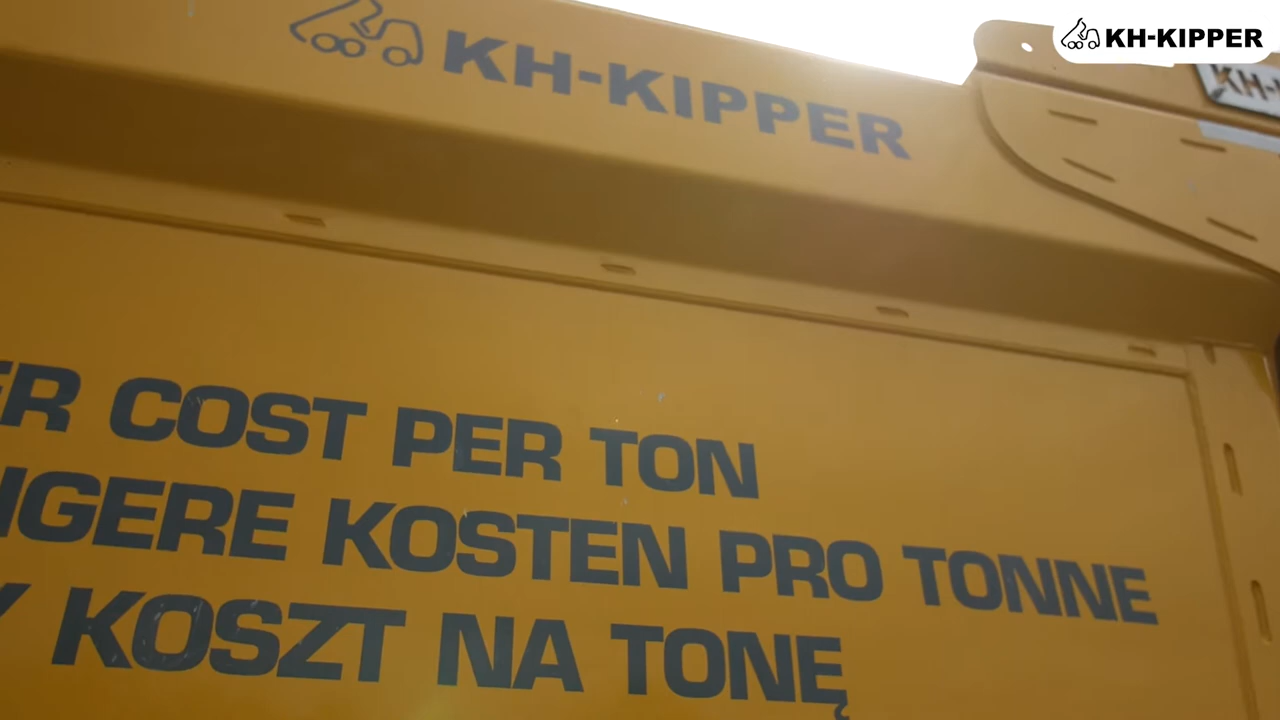 KH-KIPPER
KH-KIPPER
COST PER TON
KOSTEN PRO TONNE
KOSZT NA TONĘ